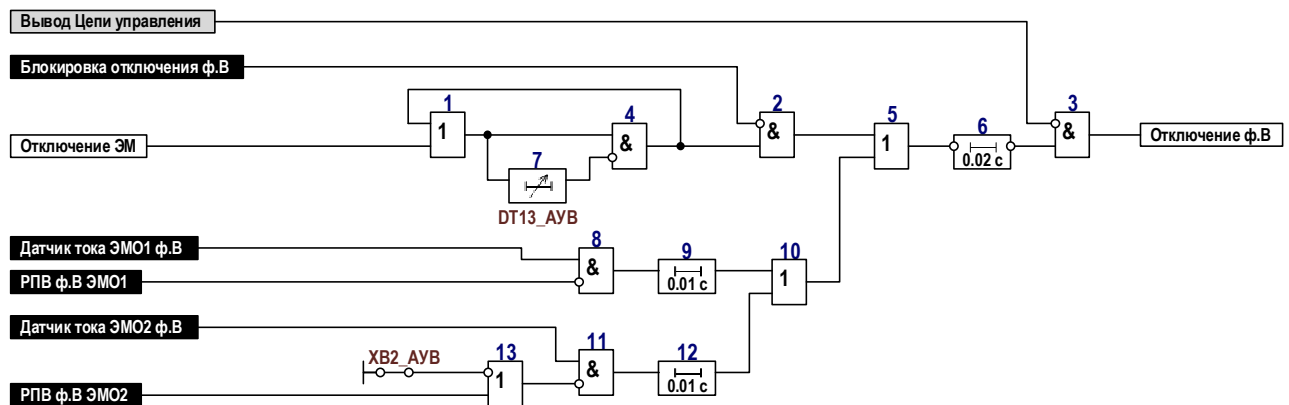 Вывод Цепи управления
Блокировка отключения ф.В
1
1
4
&
2
&
5
1
6
0.02 с
3
&
Отключение ф.В
Отключение ЭМ
7
DT13_АУВ
Датчик тока ЭМО1 ф.В
РПВ ф.В ЭМО1
8
&
9
0.01 с
10
1
Датчик тока ЭМО2 ф.В
ХВ2_АУВ
13
1
11
&
12
0.01 с
РПВ ф.В ЭМО2